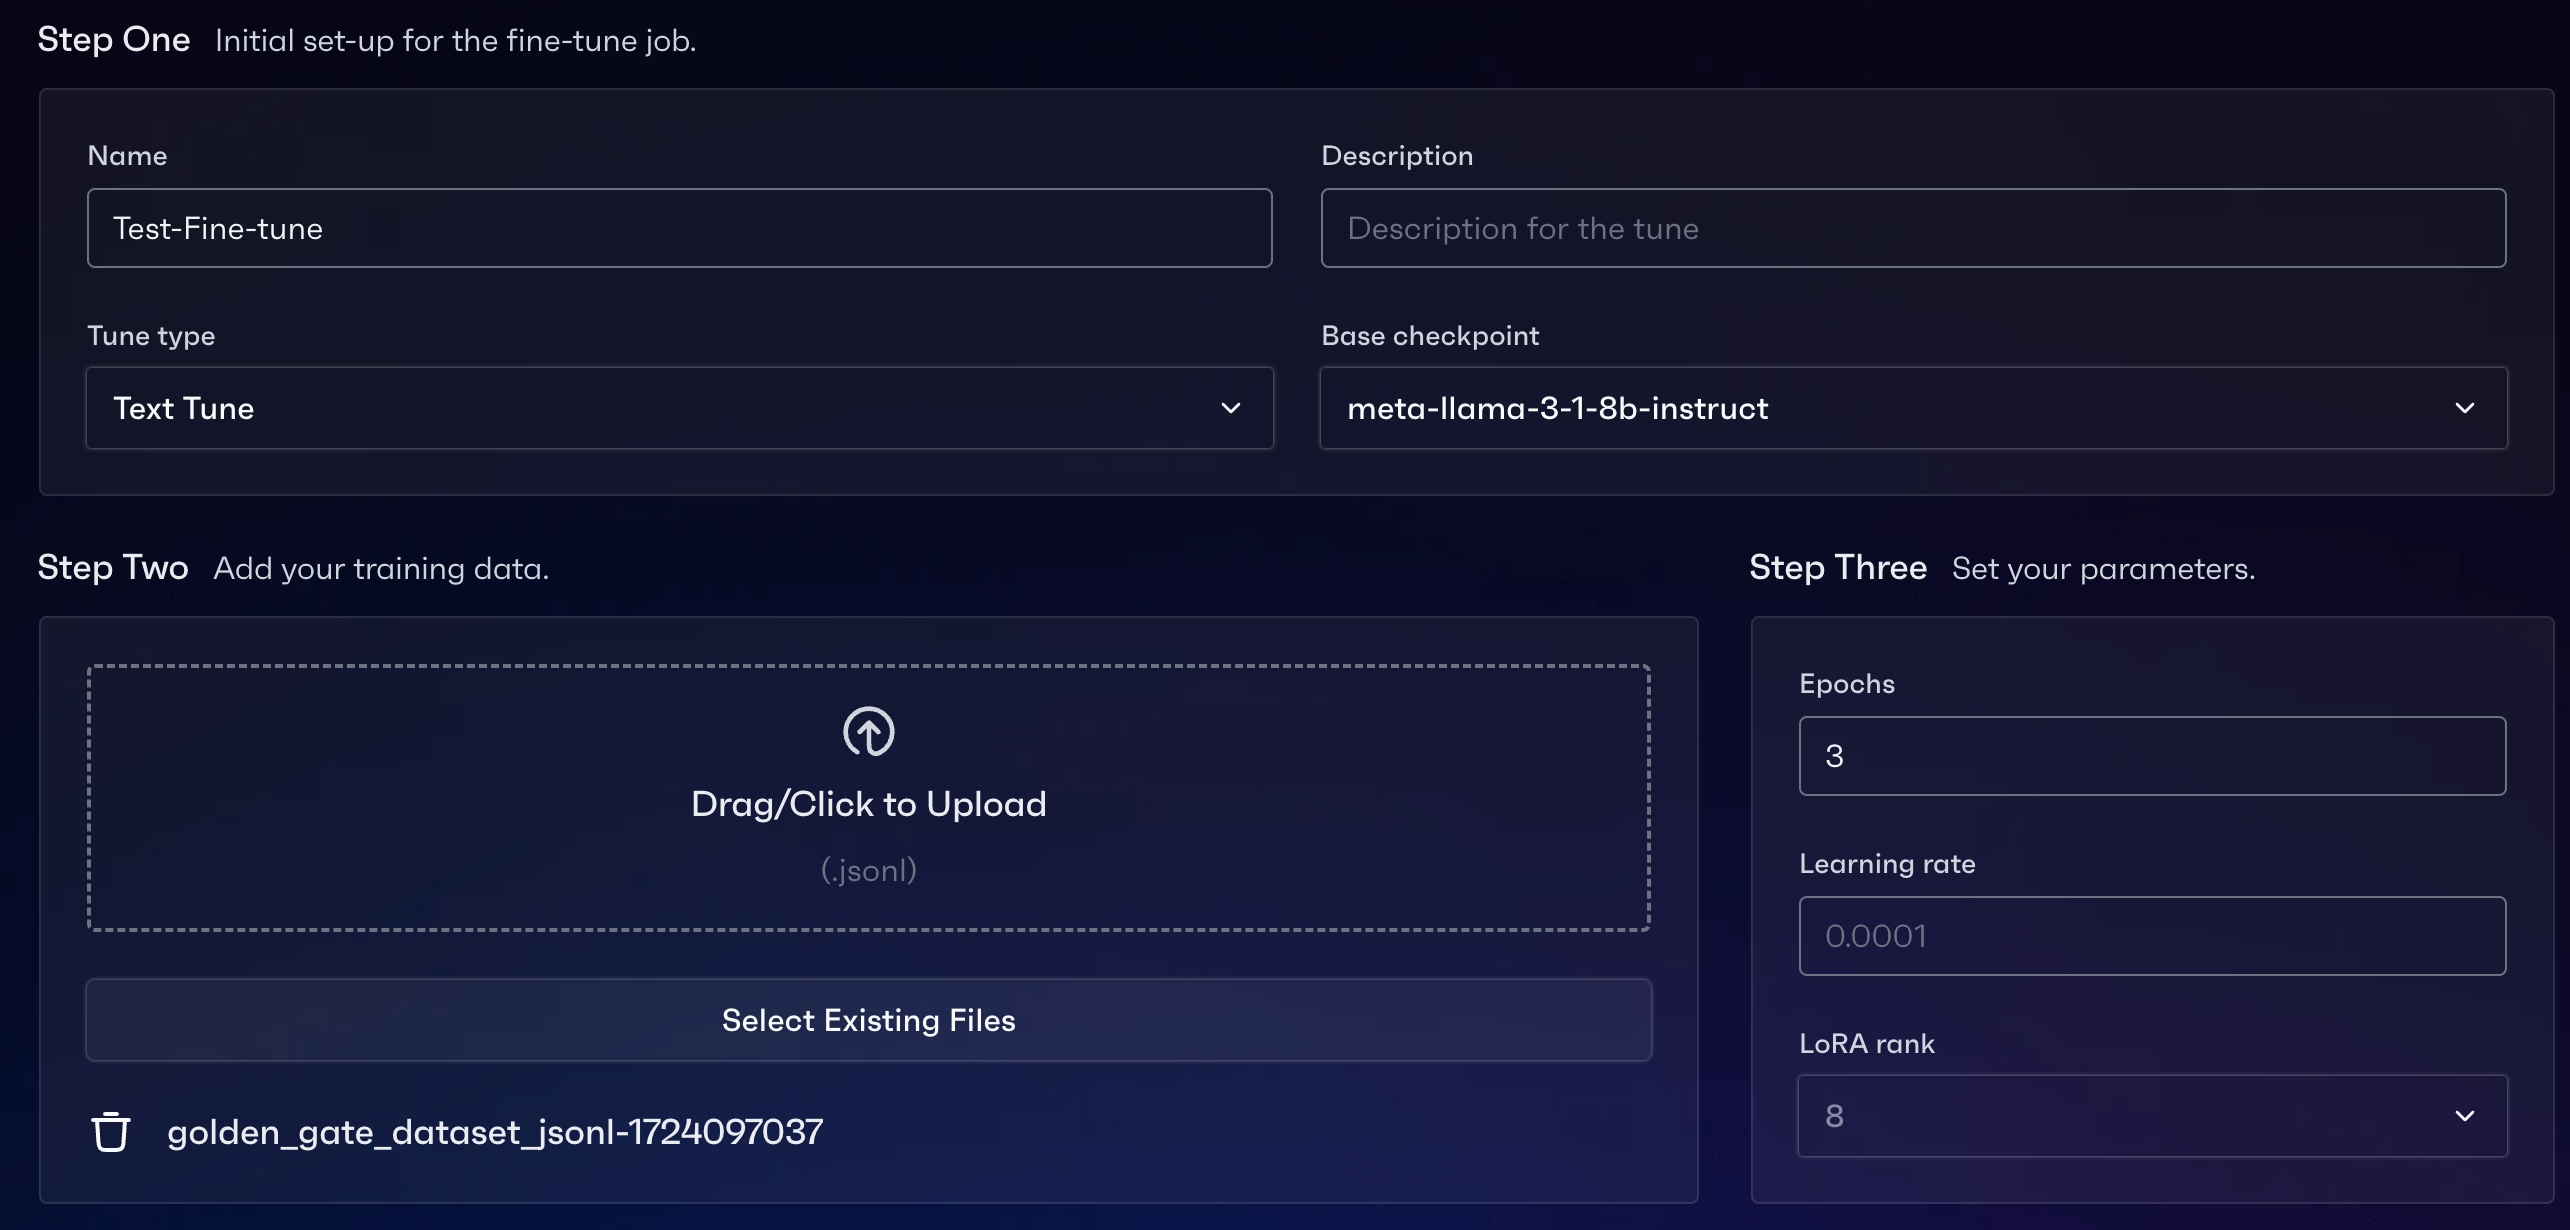 Step One Initial set-up for the fine-tune job.
Name
Test-Fine-tune
Description
Description for the tune
Tune type
Text Tune
Base checkpoint
meta-llama-3-1-8b-instruct
Step Two Add your training data.
Drag/Click to Upload
(.jsonl)
Select Existing Files
golden_gate_dataset_jsonl-1724097037
Step Three Set your parameters.
Epochs
3
Learning rate
0.0001
LoRA rank
8